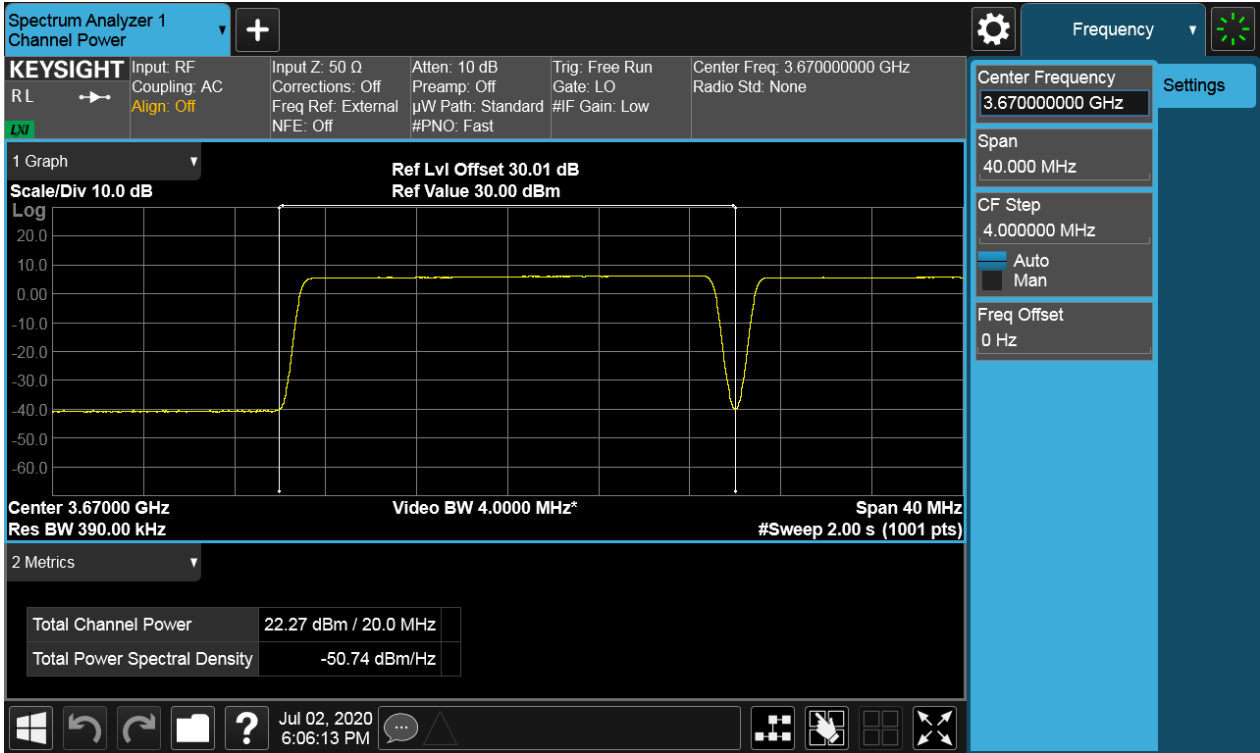 Spectrum Analyzer 1
Channel Power
Frequency
KEYSIGHT
RL
LXI
Input: RF
Coupling: AC
Align: Off
Input Z: 50 Ω
Corrections: Off
Freq Ref: External
NFE: Off
Atten: 10 dB
Preamp: Off
µW Path: Standard
#PNO: Fast
Trig: Free Run
Gate: LO
#IF Gain: Low
Center Freq: 3.670000000 GHz
Radio Std: None
Center Frequency
3.670000000 GHz
Settings
Span
40.000 MHz
CF Step
4.000000 MHz
Auto
Man
Freq Offset
0 Hz
1 Graph
Scale/Div 10.0 dB
Ref Lvl Offset 30.01 dB
Ref Value 30.00 dBm
Log
20.0
10.0
0.00
-10.0
-20.0
-30.0
-40.0
-50.0
-60.0
Center 3.67000 GHz
Video BW 4.0000 MHz*
Span 40 MHz
Res BW 390.00 kHz
#Sweep 2.00 s (1001 pts)
2 Metrics
Total Channel Power 22.27 dBm / 20.0 MHz
Total Power Spectral Density -50.74 dBm/Hz
?
Jul 02, 2020
6:06:13 PM